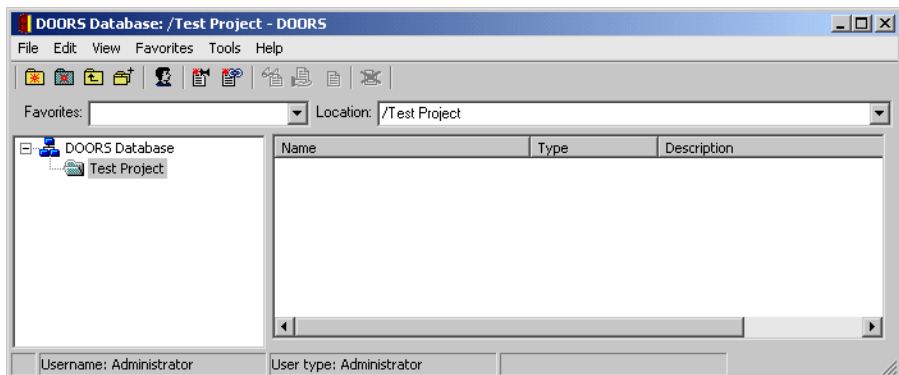 DOORS Database: /Test Project - DOORS
File Edit View Favorites Tools Help
Favorites: Location: /Test Project
DOORS Database
Test Project
Name Type Description
Username: Administrator User type: Administrator